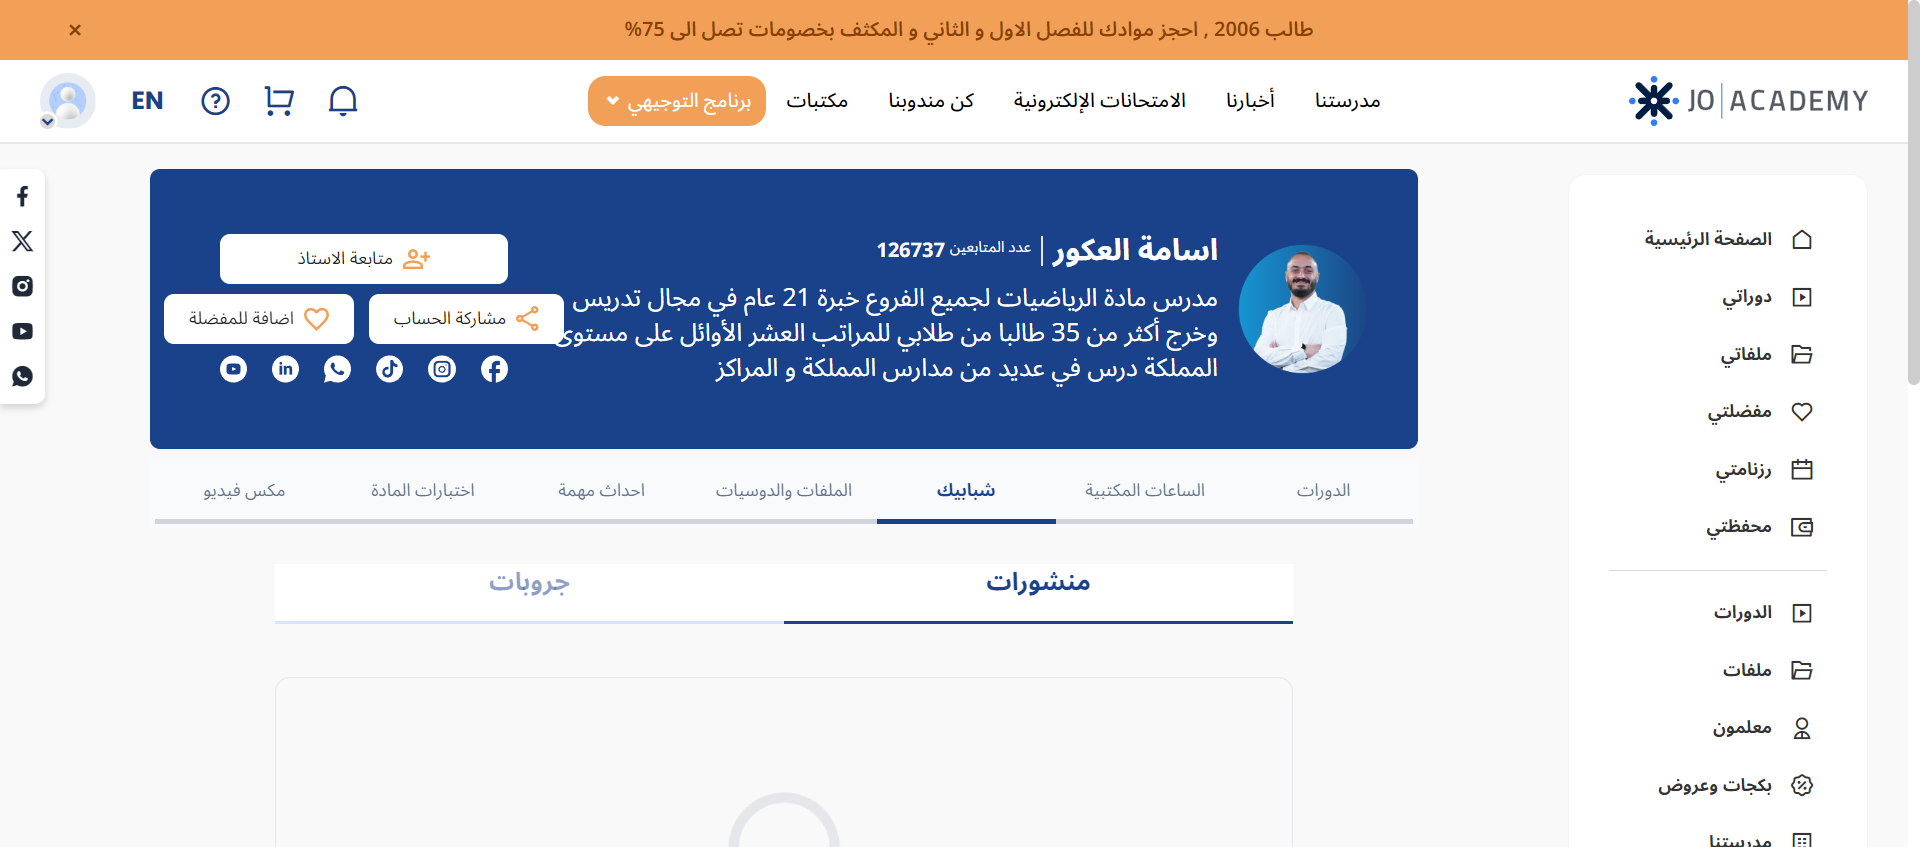 طالب 2006 , احجز موادك للفصل الاول و الثاني و المكثف بخصومات تصل الى 75%
×
JO ACADEMY
مدرستنا
أخبارنا
الامتحانات الإلكترونية
كن مندوبنا
مكتبات
برنامج التوجيهي
EN
الصفحة الرئيسية
دوراتي
ملفاتي
مفضلتي
رزنامتي
محفظتي
الدورات
ملفات
معلمون
بكجات وعروض
مدرستنا
اسامة العكور
عدد المتابعين 126737
مدرس مادة الرياضيات لجميع الفروع خبرة 21 عام في مجال تدريس
وخرج أكثر من 35 طالبا من طلابي للمراتب العشر الأوائل على مستوى
المملكة درس في عديد من مدارس المملكة و المراكز
متابعة الاستاذ
مشاركة الحساب
اضافة للمفضلة
الدورات
الساعات المكتبية
شبابيك
الملفات والدوسيات
احداث مهمة
اختبارات المادة
مكس فيديو
منشورات
جروبات